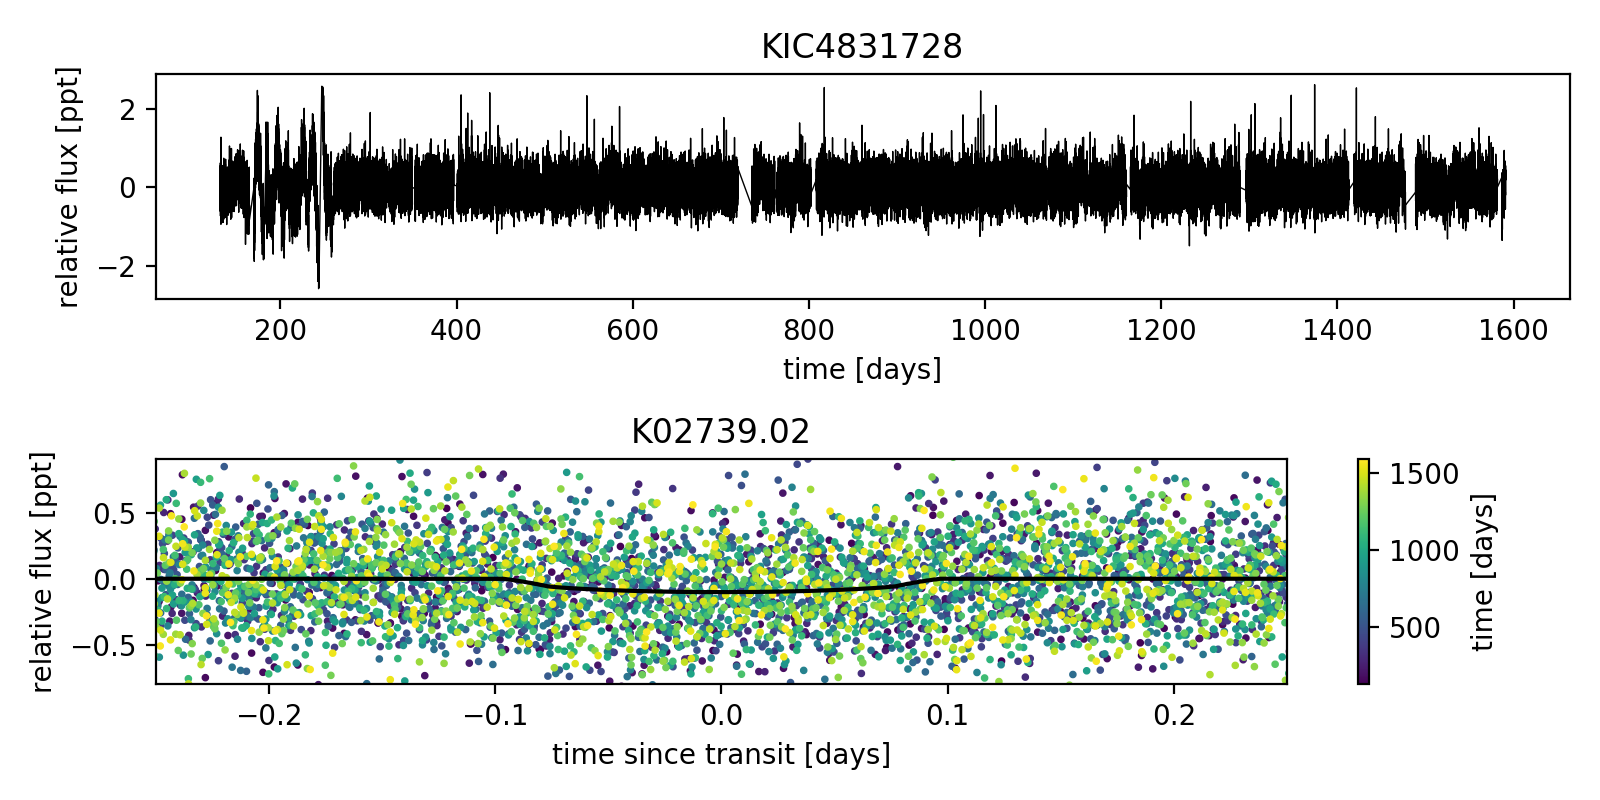 KIC4831728
relative flux [ppt]
2
0
−2
200 400 600 800 1000 1200 1400 1600
time [days]
K02739.02
relative flux [ppt]
0.5
0.0
−0.5
−0.2 −0.1 0.0 0.1 0.2
time since transit [days]
1500
1000
500
time [days]